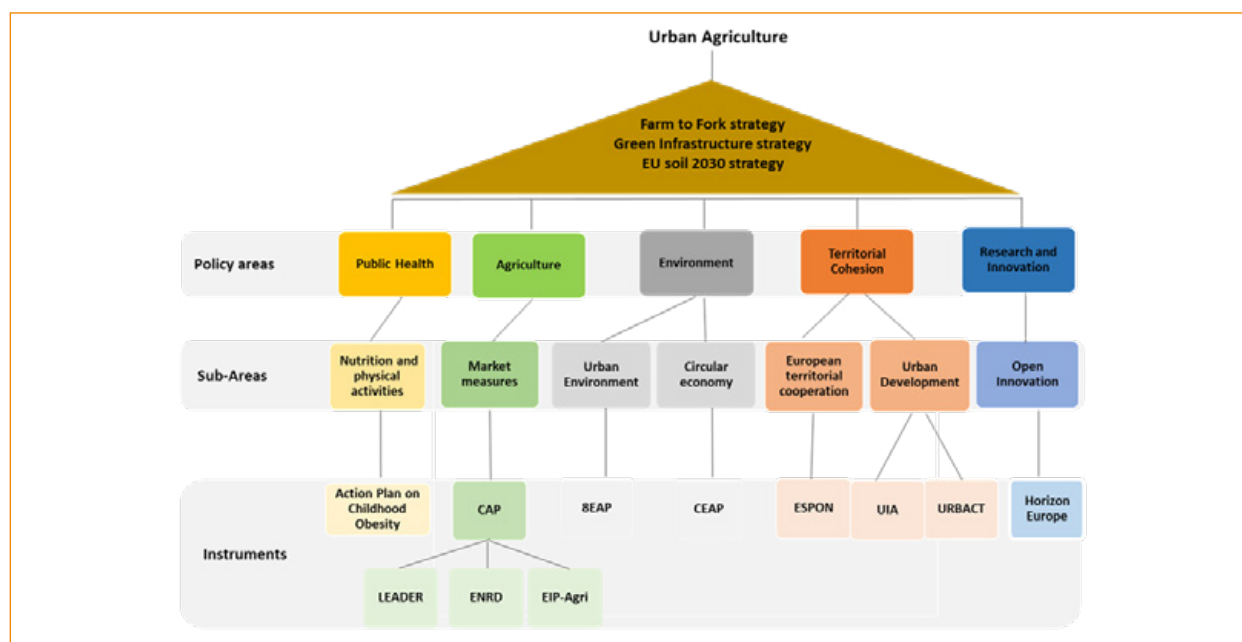 Urban Agriculture
Farm to Fork strategy
Green Infrastructure strategy
EU soil 2030 strategy
Policy areas
Public Health
Agriculture
Environment
Territorial
Cohesion
Research and
Innovation
Sub-Areas
Nutrition and
physical
activities
Market
measures
Urban
Environment
Circular
economy
European
territorial
cooperation
Urban
Development
Open
Innovation
Instruments
Action Plan on
Childhood
Obesity
CAP
8EAP
CEAP
ESPON
UIA
URBACT
Horizon
Europe
LEADER
ENRD
EIP-Agri